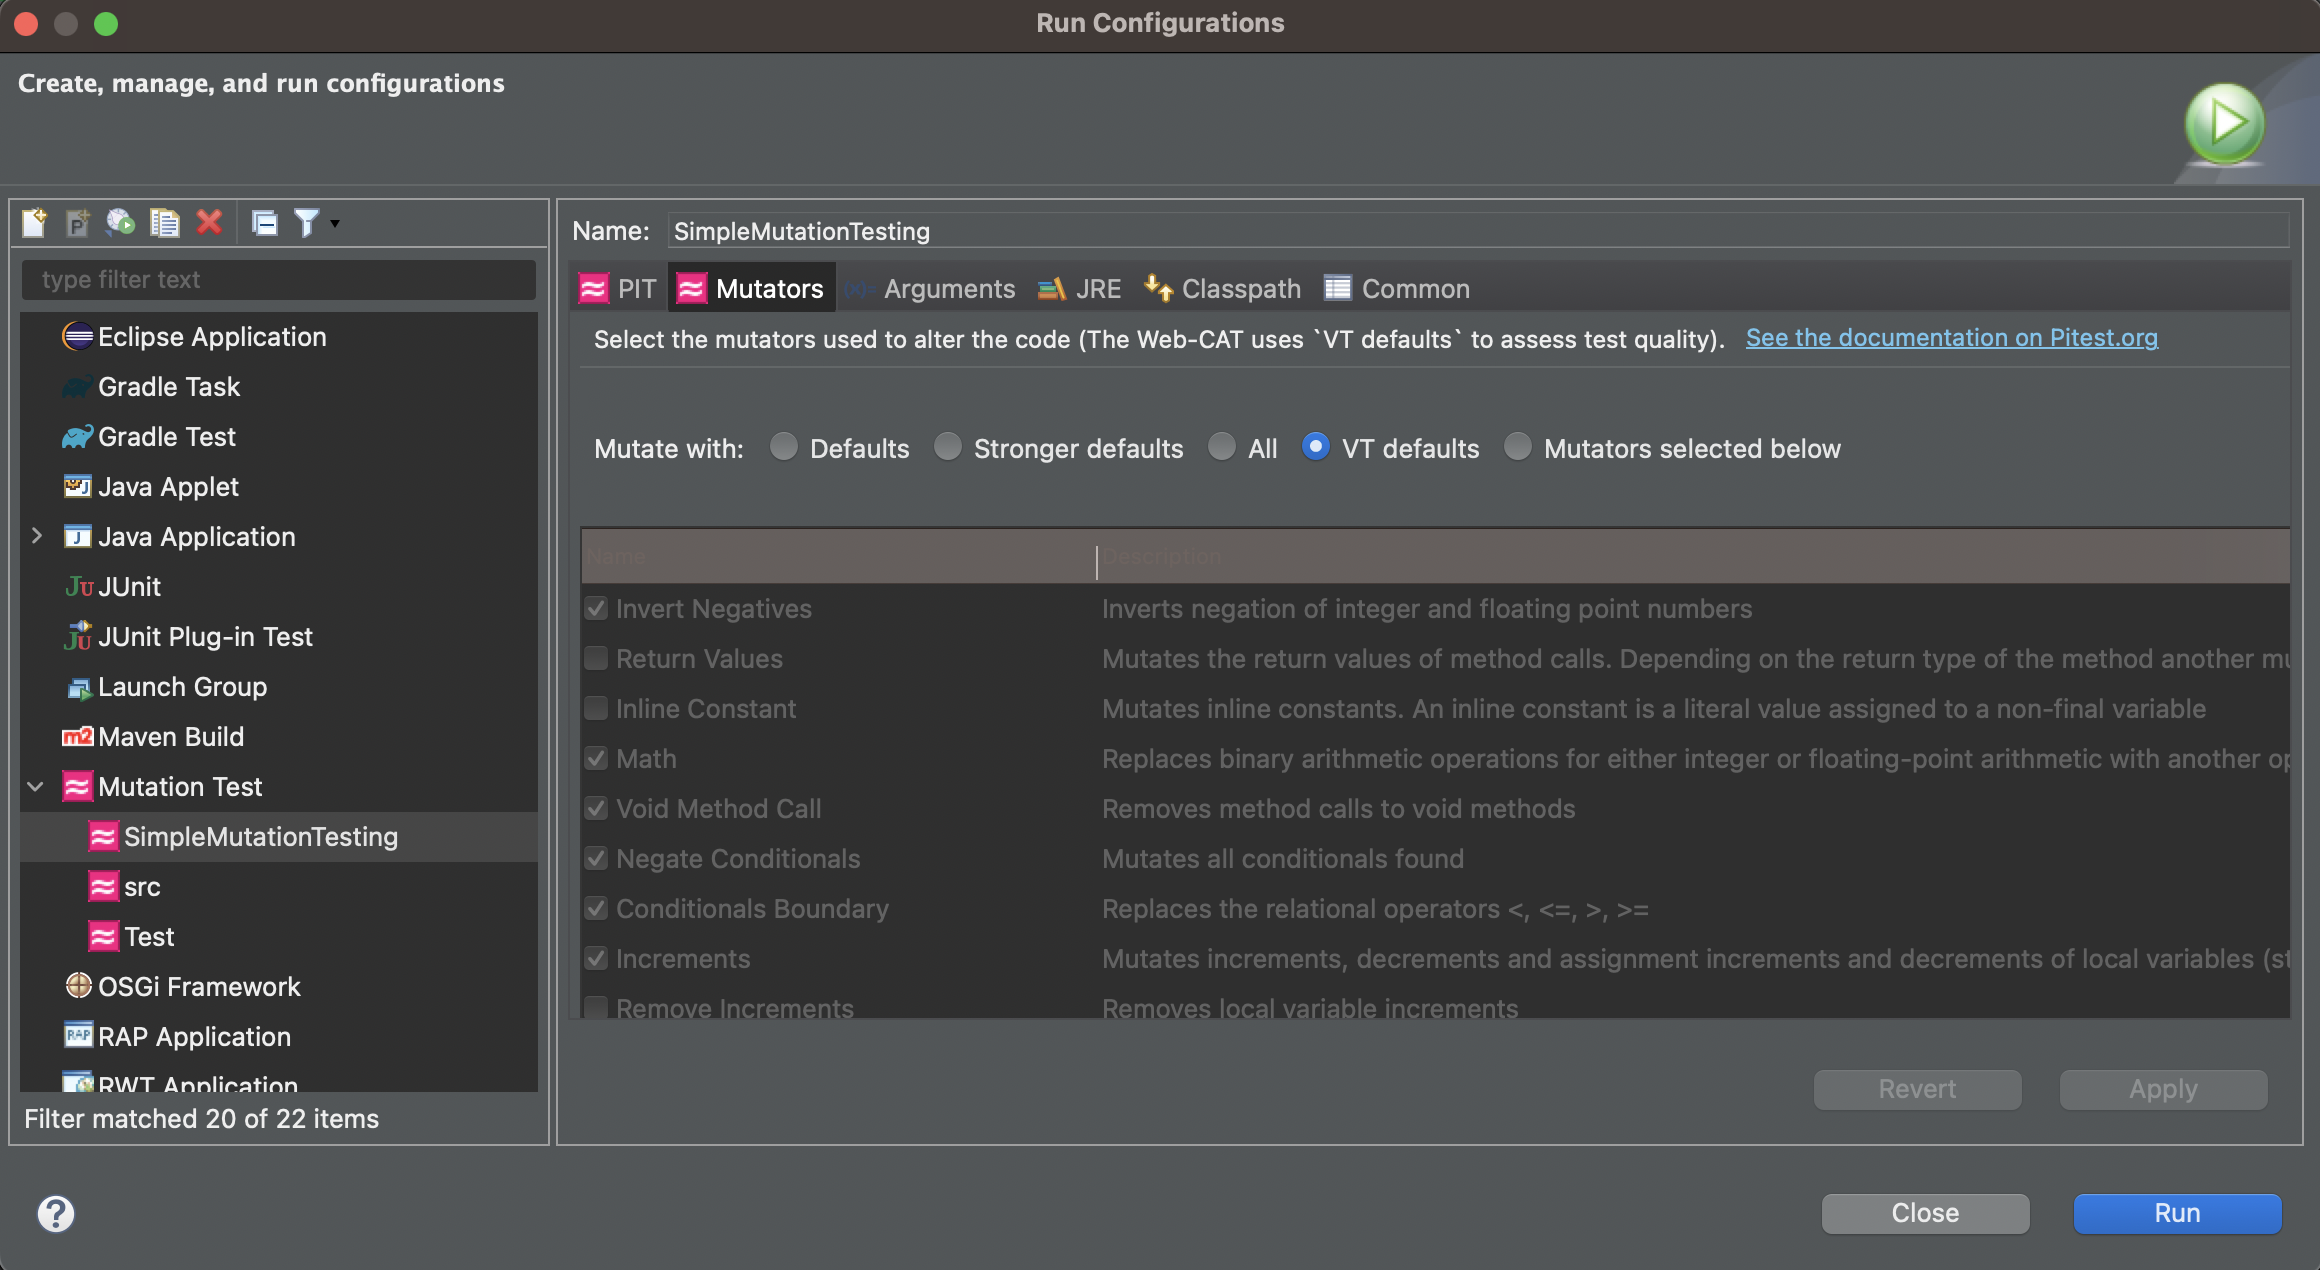 Run Configurations
Create, manage, and run configurations
type filter text
Eclipse Application
Gradle Task
Gradle Test
Java Applet
Java Application
JUnit
JUnit Plug-in Test
Launch Group
Maven Build
Mutation Test
SimpleMutationTesting
src
Test
OSGi Framework
RAP Application
RWT Application
Filter matched 20 of 22 items
Name: SimpleMutationTesting
PIT Mutators Arguments JRE Classpath Common
Select the mutators used to alter the code (The Web-CAT uses `VT defaults` to assess test quality). See the documentation on Pitest.org
Mutate with: Defaults Stronger defaults All VT defaults Mutators selected below
Name Description
Invert Negatives Inverts negation of integer and floating point numbers
Return Values Mutates the return values of method calls. Depending on the return type of the method another mu
Inline Constant Mutates inline constants. An inline constant is a literal value assigned to a non-final variable
Math Replaces binary arithmetic operations for either integer or floating-point arithmetic with another op
Void Method Call Removes method calls to void methods
Negate Conditionals Mutates all conditionals found
Conditionals Boundary Replaces the relational operators <, <=, >, >=
Increments Mutates increments, decrements and assignment increments and decrements of local variables (st
Remove Increments Removes local variable increments
Revert Apply
Close Run